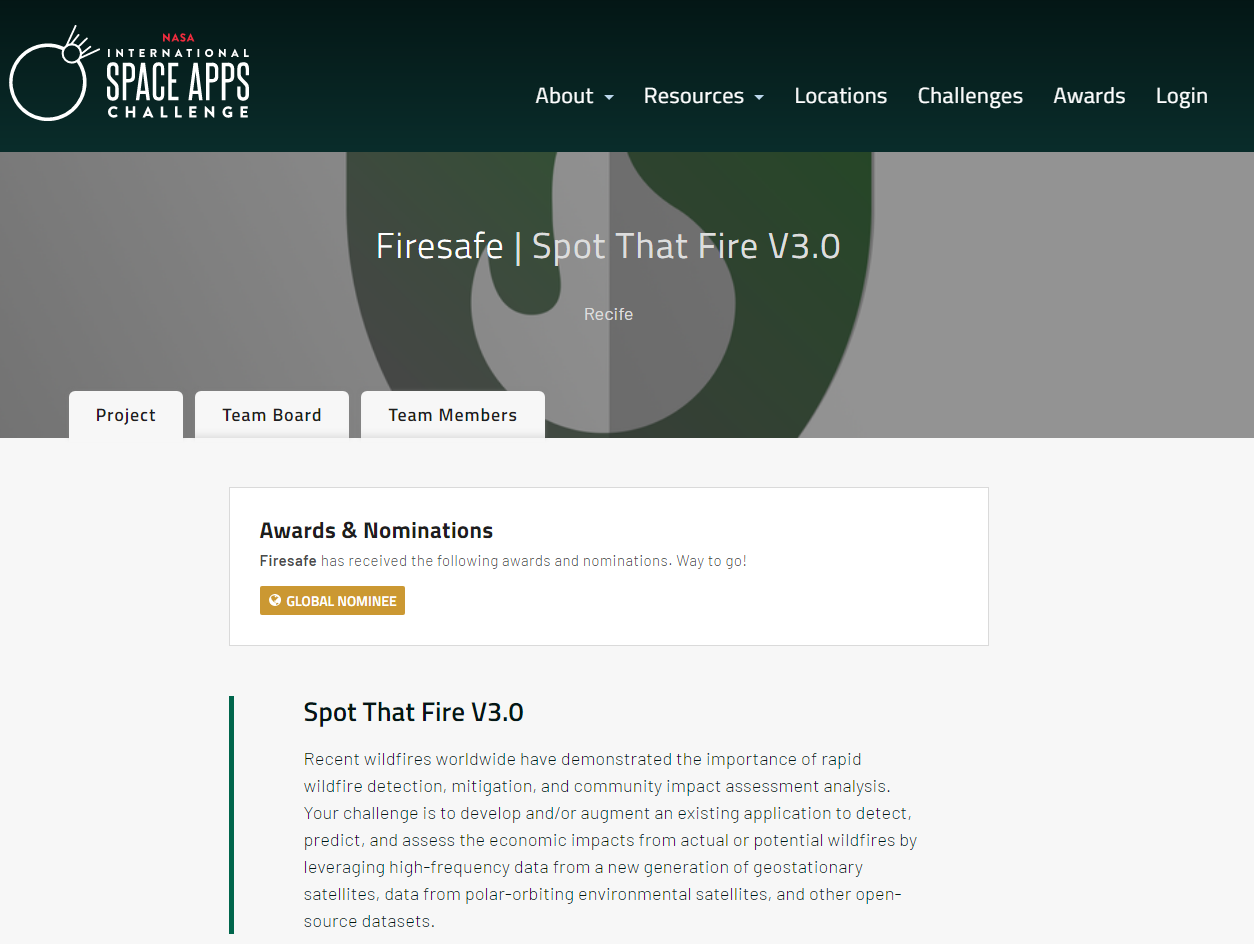 NASA
INTERNATIONAL
SPACE APPS
CHALLENGE
About Resources Locations Challenges Awards Login
Firesafe | Spot That Fire V3.0
Recife
Project Team Board Team Members
Awards & Nominations
Firesafe has received the following awards and nominations. Way to go!
GLOBAL NOMINEE
Spot That Fire V3.0
Recent wildfires worldwide have demonstrated the importance of rapid
wildfire detection, mitigation, and community impact assessment analysis.
Your challenge is to develop and/or augment an existing application to detect,
predict, and assess the economic impacts from actual or potential wildfires by
leveraging high-frequency data from a new generation of geostationary
satellites, data from polar-orbiting environmental satellites, and other open-
source datasets.